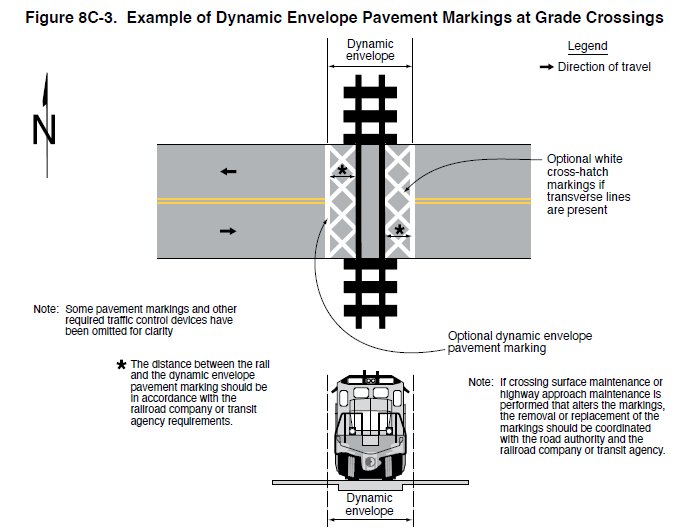 Figure 8C-3. Example of Dynamic Envelope Pavement Markings at Grade Crossings
Dynamic
envelope
Legend
Direction of travel
N
*
*
Optional white
cross-hatch
markings if
transverse lines
are present
Note: Some pavement markings and other
required traffic control devices have
been omitted for clarity
Optional dynamic envelope
pavement marking
* The distance between the rail
and the dynamic envelope
pavement marking should be
in accordance with the
railroad company or transit
agency requirements.
Note: If crossing surface maintenance or
highway approach maintenance is
performed that alters the markings,
the removal or replacement of the
markings should be coordinated
with the road authority and the
railroad company or transit agency.
Dynamic
envelope